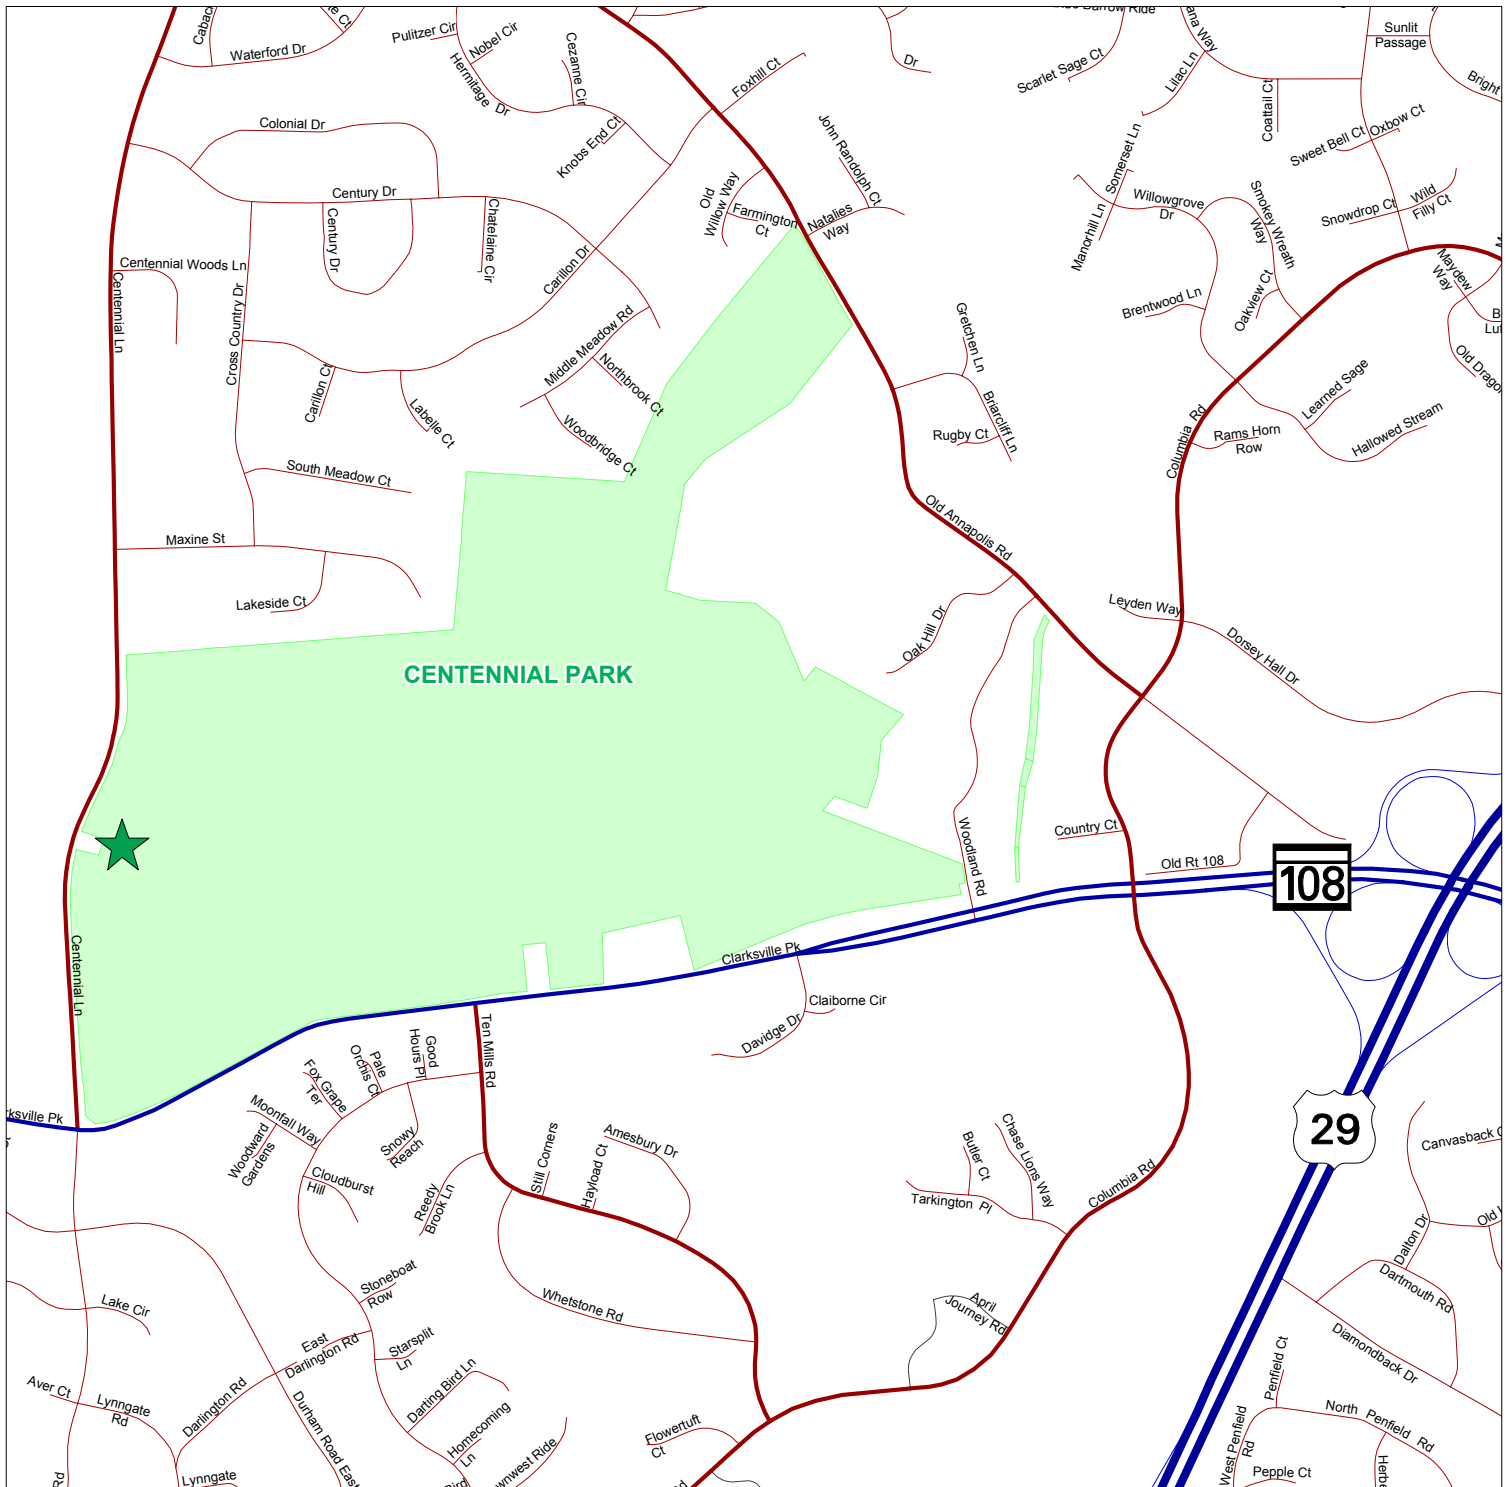 Waterford Dr
Pulitzer Cir
Nobel Cir
Hermitage Dr
Cezanne Cir
Knobs End Ct
Foxhill Ct
Dr
Scarlet Sage Ct
Lilac Ln
Coattail Ct
Sunlit
Passage
Bright
Sweet Bell Ct
Oxbow Ct
Colonial Dr
Century Dr
Century Dr
Chatelaine Cir
Carillon Dr
Old
Willow Way
Farmington
Ct
John Randolph Ct
Natalies
Way
Somerset Ln
Manorhill Ln
Willowgrove
Dr
Smokey Wreath
Way
Snowdrop Ct
Wild
Filly Ct
Maydew
Way
Centennial Woods Ln
Centennial Ln
Cross Country Dr
Carillon Ct
Labelle Ct
Middle Meadow Rd
Northbrook Ct
Woodbridge Ct
South Meadow Ct
Maxine St
Lakeside Ct
Gretchen Ln
Briarcliff Ln
Rugby Ct
Brentwood Ln
Oakview Ct
Columbia Rd
Rams Horn
Row
Learned Sage
Hallowed Stream
Old Annapolis Rd
Oak Hill Dr
Leyden Way
Dorsey Hall Dr
CENTENNIAL PARK
Woodland Rd
Country Ct
Old Rt 108
108
Centennial Ln
Clarksville Pk
Claiborne Cir
Davidge Dr
Ten Mills Rd
Good
Hours Pl
Pale
Orchis Ct
Fox Grape
Ter
Moonfall Way
Woodward
Gardens
Snowy
Reach
Cloudburst
Hill
Reedy
Brook Ln
Still Corners
Hayload Ct
Amesbury Dr
Butler Ct
Chase Lions Way
Tarkington Pl
Columbia Rd
29
Dalton Dr
Dartmouth Rd
Diamondback Dr
Lake Cir
Stoneboat
Row
Whetstone Rd
April
Journey Rd
East
Darlington Rd
Starsplit
Ln
Darting Bird Ln
Aver Ct
Lynngate
Rd
Darlington Rd
Durham Road East
Homecoming
Ln
Flowertuft
Ct
Penfield Ct
North Penfield Rd
West Penfield
Rd
Pepple Ct
Lynngate
Rd